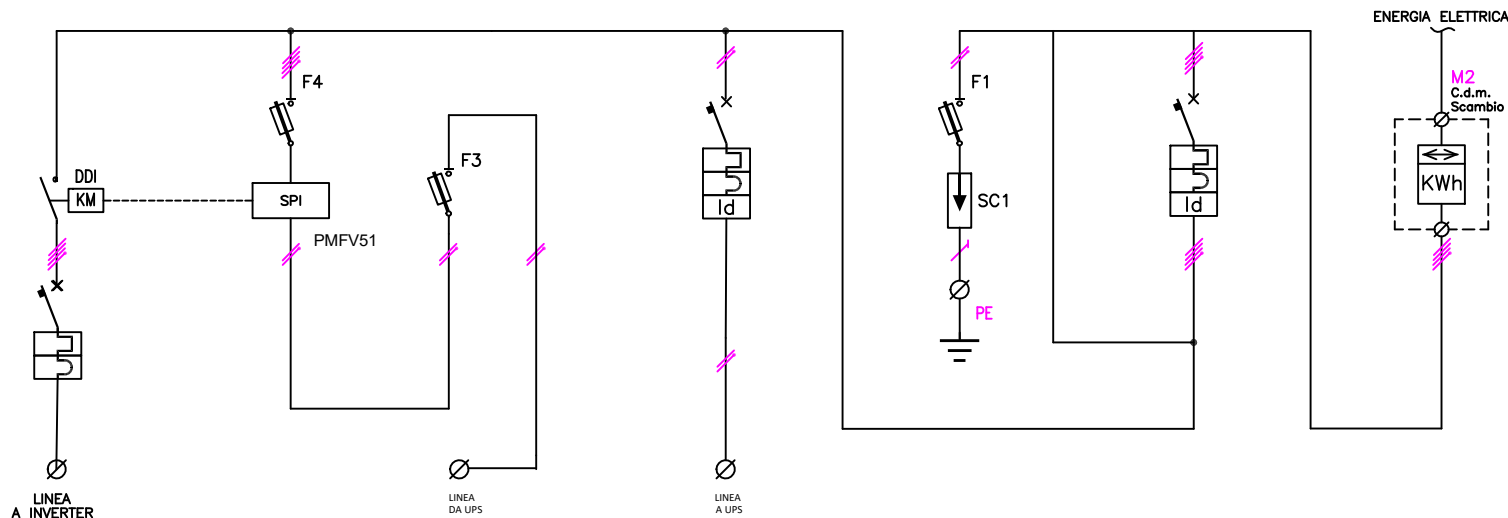 ENERGIA ELETTRICA
M2
C.d.m.
Scambio
KWh
F4
F1
F3
DDI
KM
SPI
PMFV51
Id
SC1
Id
PE
LINEA
A INVERTER
LINEA
DA UPS
LINEA
A UPS